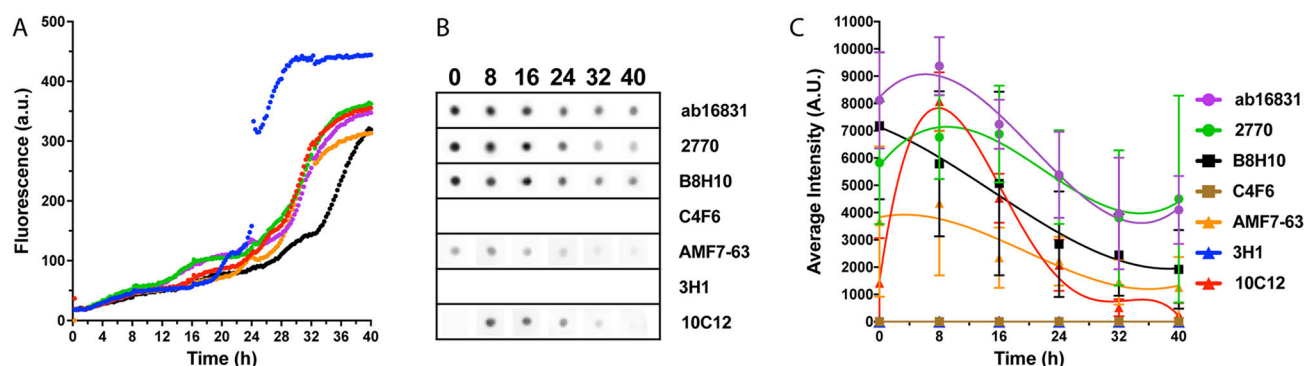 A
Fluorescence (a.u.)
500
400
300
200
100
0
0 4 8 12 16 20 24 28 32 36 40
Time (h)
B
0 8 16 24 32 40
ab16831
2770
B8H10
C4F6
AMF7-63
3H1
10C12
C
Average Intensity (A.U.)
11000
10000
9000
8000
7000
6000
5000
4000
3000
2000
1000
0
0 8 16 24 32 40
Time (h)
ab16831
2770
B8H10
C4F6
AMF7-63
3H1
10C12